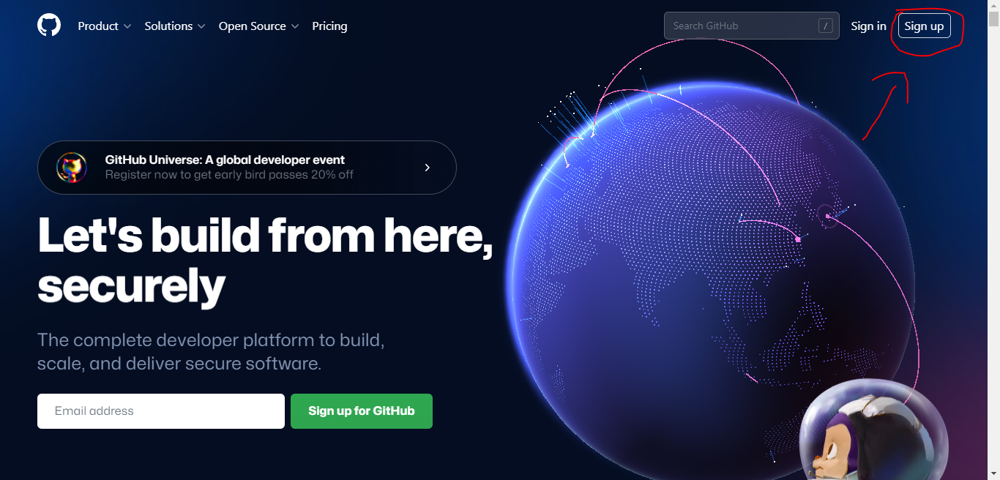 Product
Solutions
Open Source
Pricing
Search GitHub
/
Sign in
Sign up
GitHub Universe: A global developer event
Register now to get early bird passes 20% off
Let's build from here,
securely
The complete developer platform to build,
scale, and deliver secure software.
Email address
Sign up for GitHub